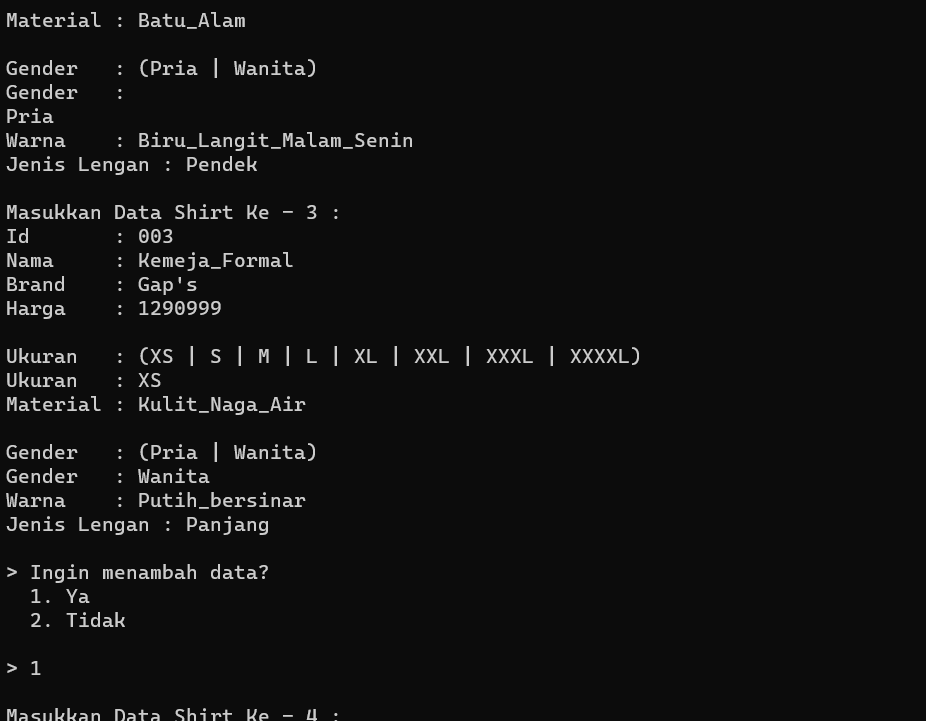 Material : Batu_Alam
Gender   : (Pria | Wanita)
Gender   :
Pria
Warna    : Biru_Langit_Malam_Senin
Jenis Lengan : Pendek
Masukkan Data Shirt Ke - 3 :
Id       : 003
Nama     : Kemeja_Formal
Brand    : Gap's
Harga    : 1290999
Ukuran   : (XS | S | M | L | XL | XXL | XXXL | XXXXL)
Ukuran   : XS
Material : Kulit_Naga_Air
Gender   : (Pria | Wanita)
Gender   : Wanita
Warna    : Putih_bersinar
Jenis Lengan : Panjang
> Ingin menambah data?
  1. Ya
  2. Tidak
> 1
Masukkan Data Shirt Ke - 4 :